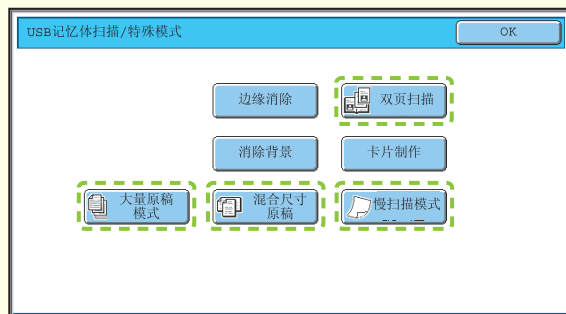 USB记忆体扫描/特殊模式
OK
边缘消除
双页扫描
消除背景
卡片制作
大量原稿
模式
混合尺寸
原稿
慢扫描模式